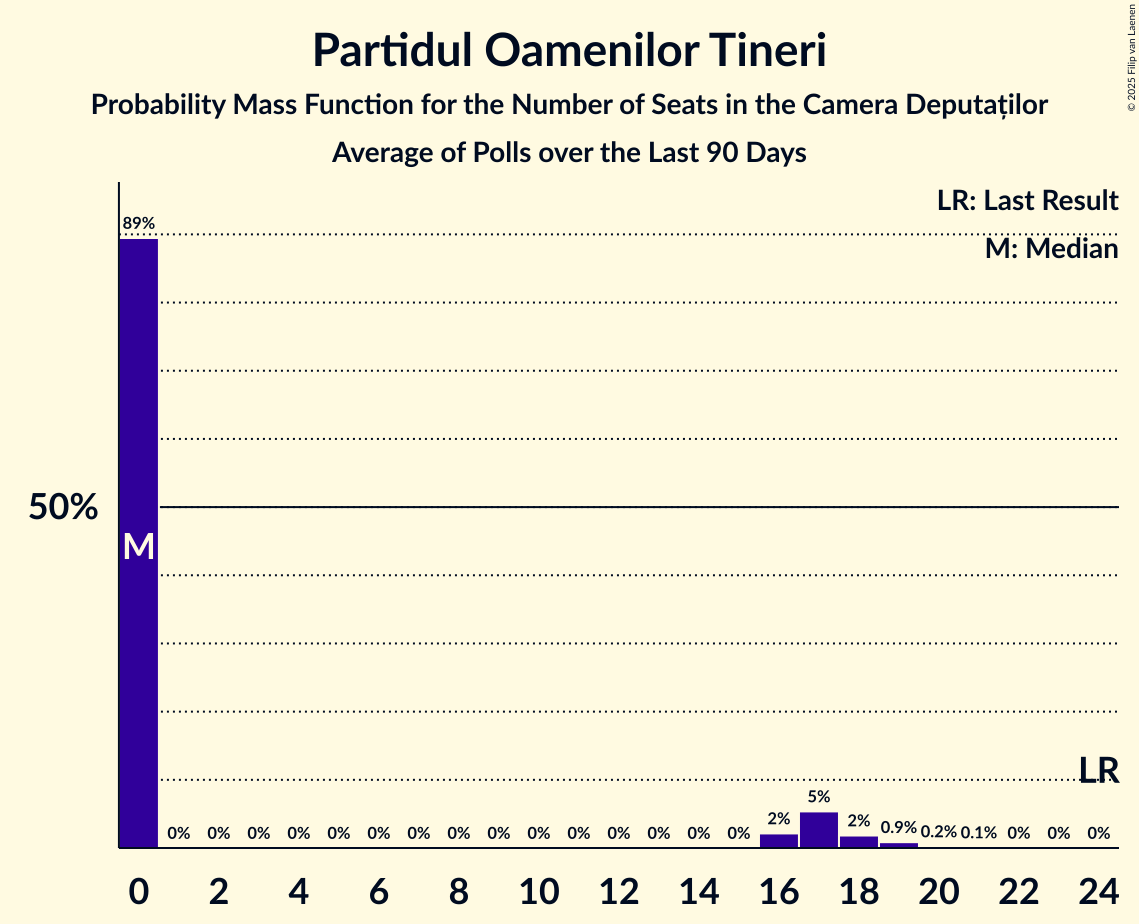 Partidul Oamenilor Tineri
Probability Mass Function for the Number of Seats in the Camera Deputaților
Average of Polls over the Last 90 Days
© 2025 Filip van Laenen
LR: Last Result
M: Median
89%
50%
M
LR
0% 0% 0% 0% 0% 0% 0% 0% 0% 0% 0% 0% 0% 0% 0% 2% 5% 2% 0.9% 0.2% 0.1% 0% 0% 0%
0 2 4 6 8 10 12 14 16 18 20 22 24